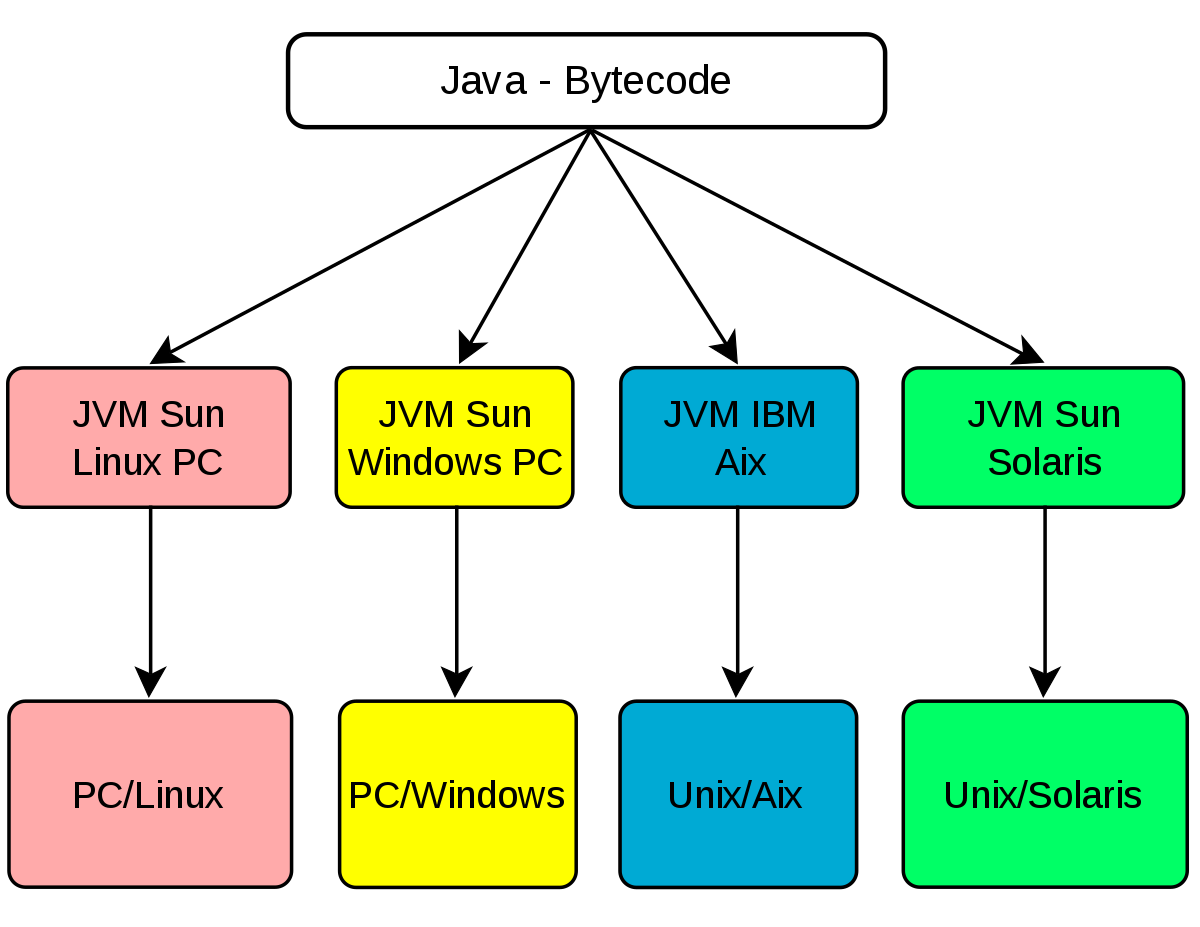 Java - Bytecode
JVM Sun
Linux PC
JVM Sun
Windows PC
JVM IBM
Aix
JVM Sun
Solaris
PC/Linux
PC/Windows
Unix/Aix
Unix/Solaris